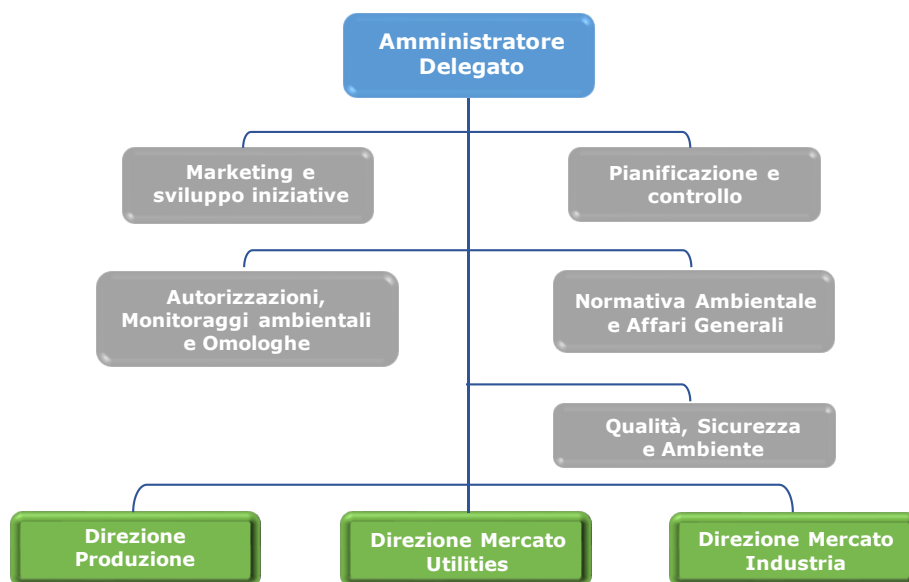 Amministratore
Delegato
Marketing e
sviluppo iniziative
Pianificazione e
controllo
Autorizzazioni,
Monitoraggi ambientali
e Omologhe
Normativa Ambientale
e Affari Generali
Qualità, Sicurezza
e Ambiente
Direzione
Produzione
Direzione Mercato
Utilities
Direzione Mercato
Industria